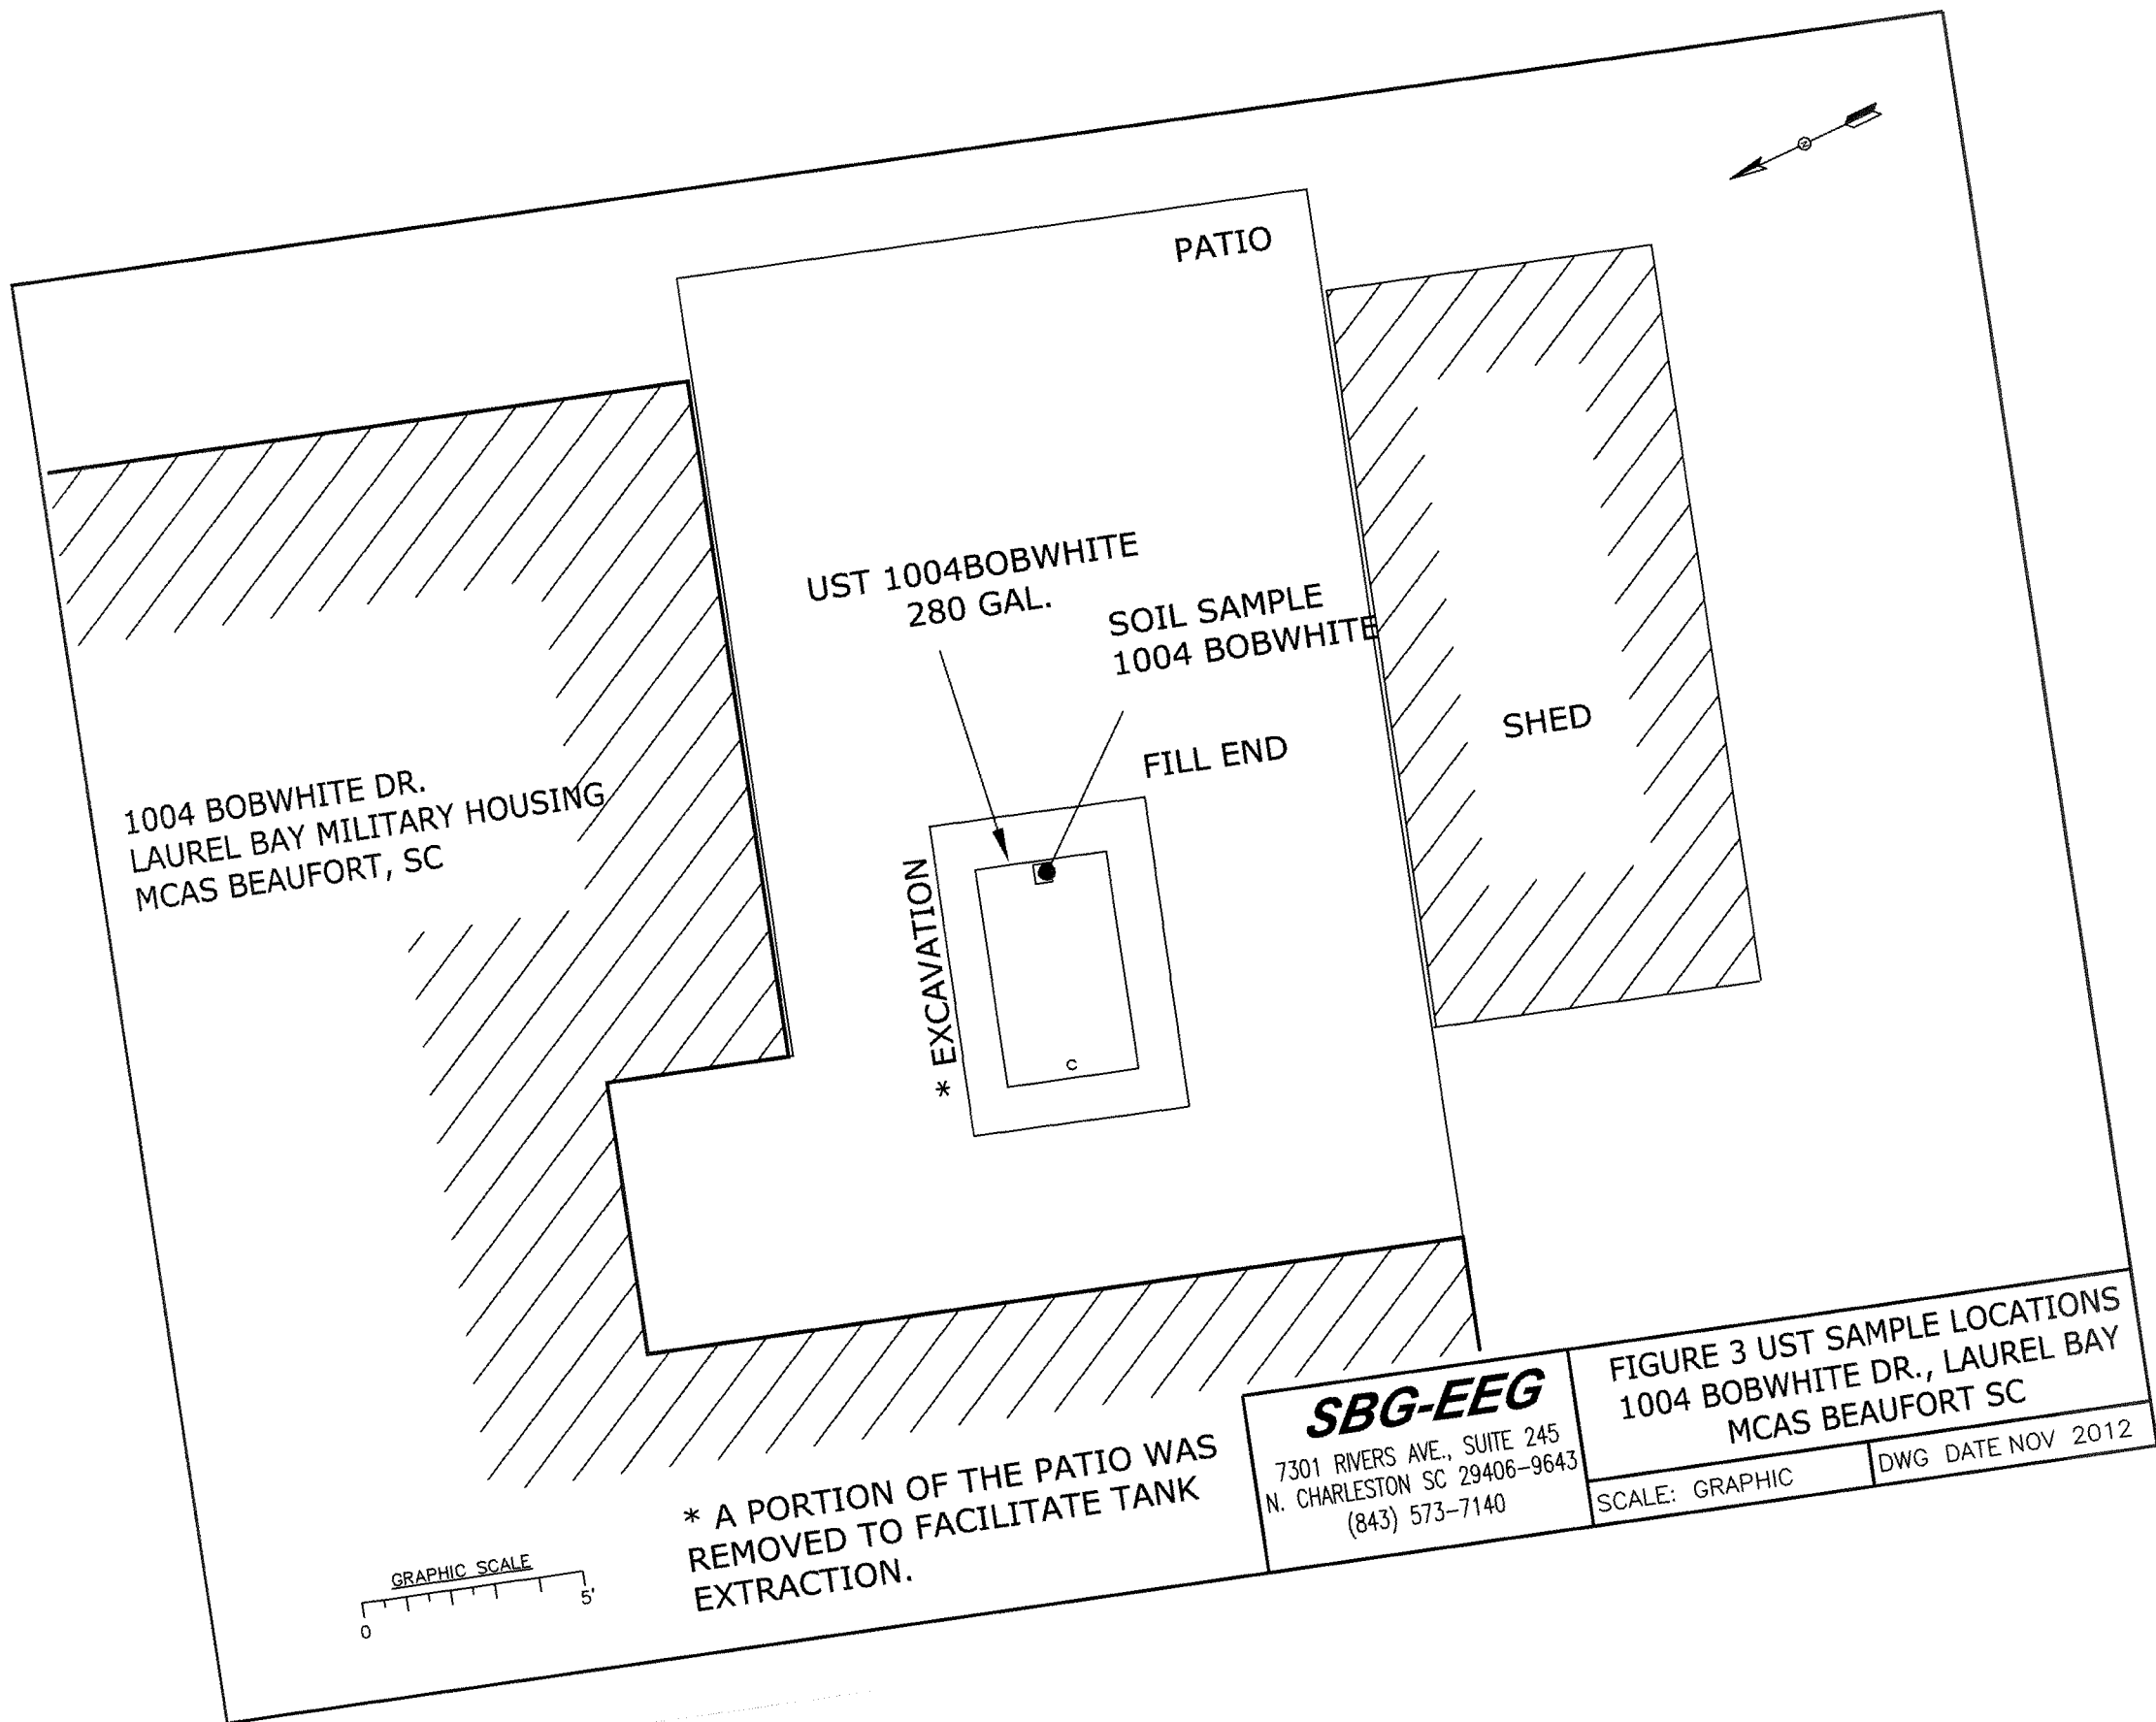 PATIO
UST 1004BOBWHITE
280 GAL.
SOIL SAMPLE
1004 BOBWHITE
FILL END
SHED
1004 BOBWHITE DR.
LAUREL BAY MILITARY HOUSING
MCAS BEAUFORT, SC
* EXCAVATION
C
* A PORTION OF THE PATIO WAS
REMOVED TO FACILITATE TANK
EXTRACTION.
GRAPHIC SCALE
0
5'
SBG-EEG
7301 RIVERS AVE., SUITE 245
N. CHARLESTON SC 29406-9643
(843) 573-7140
FIGURE 3 UST SAMPLE LOCATIONS
1004 BOBWHITE DR., LAUREL BAY
MCAS BEAUFORT SC
SCALE: GRAPHIC
DWG DATE NOV 2012